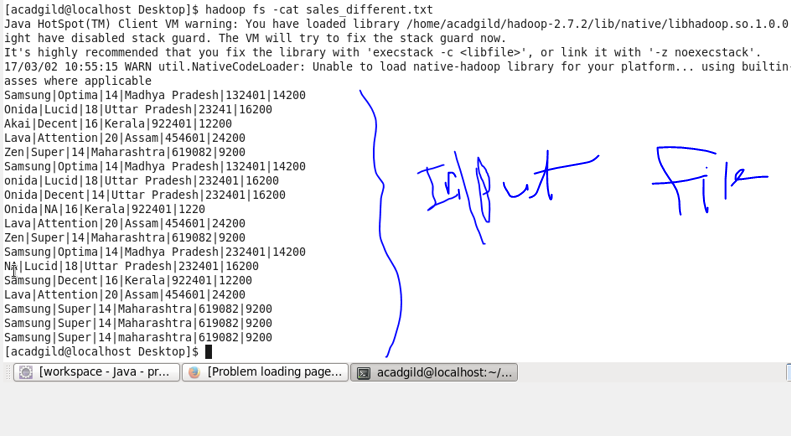 [acadgild@localhost Desktop]$ hadoop fs -cat sales_different.txt
Java HotSpot(TM) Client VM warning: You have loaded library /home/acadgild/hadoop-2.7.2/lib/native/libhadoop.so.1.0.0
ight have disabled stack guard. The VM will try to fix the stack guard now.
It's highly recommended that you fix the library with 'execstack -c <libfile>', or link it with '-z noexecstack'.
17/03/02 10:55:15 WARN util.NativeCodeLoader: Unable to load native-hadoop library for your platform... using builtin-
asses where applicable
Samsung|Optima|14|Madhya Pradesh|132401|14200
Onida|Lucid|18|Uttar Pradesh|23241|16200
Akai|Decent|16|Kerala|922401|12200
Lava|Attention|20|Assam|454601|24200
Zen|Super|14|Maharashtra|619082|9200
Samsung|Optima|14|Madhya Pradesh|132401|14200
onida|Lucid|18|Uttar Pradesh|232401|16200
Onida|Decent|14|Uttar Pradesh|232401|16200
Onida|NA|16|Kerala|922401|1220
Lava|Attention|20|Assam|454601|24200
Zen|Super|14|Maharashtra|619082|9200
Samsung|Optima|14|Madhya Pradesh|232401|14200
Na|Lucid|18|Uttar Pradesh|232401|16200
Samsung|Decent|16|Kerala|922401|12200
Lava|Attention|20|Assam|454601|24200
Samsung|Super|14|Maharashtra|619082|9200
Samsung|Super|14|Maharashtra|619082|9200
Samsung|Super|14|maharashtra|619082|9200
[acadgild@localhost Desktop]$
Input File
[workspace - Java - pr... [Problem loading page... acadgild@localhost:~/...